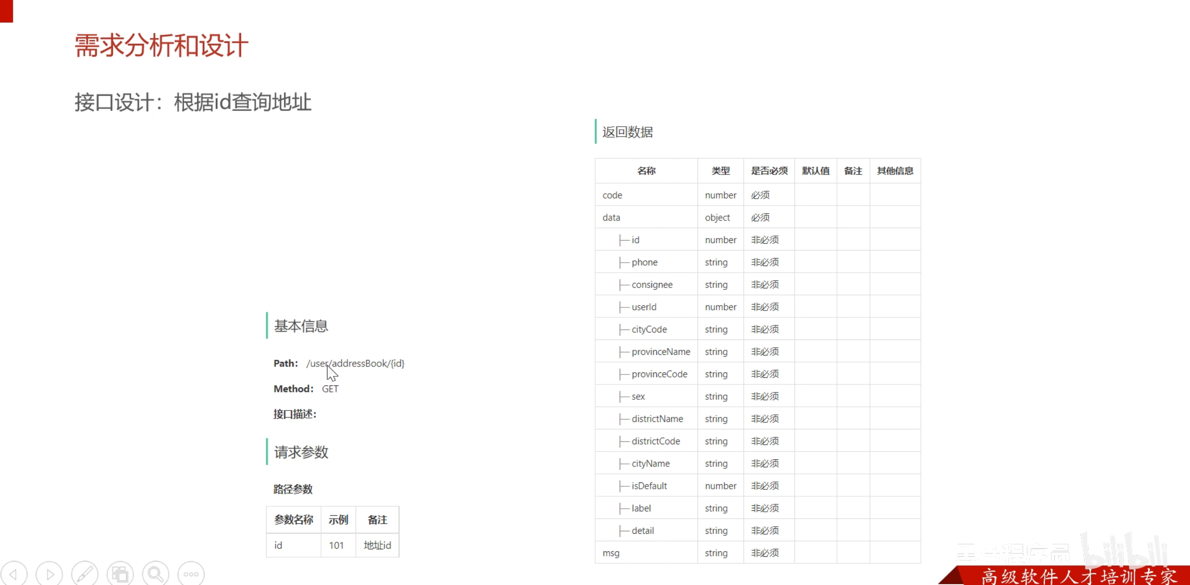 需求分析和设计
接口设计：根据id查询地址
基本信息
Path： /user/addressBook/{id}
Method： GET
接口描述：
请求参数
路径参数
参数名称 示例 备注
id 101 地址id
返回数据
名称 类型 是否必须 默认值 备注 其他信息
code number 必须
data object 必须
├─ id number 非必须
├─ phone string 非必须
├─ consignee string 非必须
├─ userId number 非必须
├─ cityCode string 非必须
├─ provinceName string 非必须
├─ provinceCode string 非必须
├─ sex string 非必须
├─ districtName string 非必须
├─ districtCode string 非必须
├─ cityName string 非必须
├─ isDefault number 非必须
├─ label string 非必须
├─ detail string 非必须
msg string 非必须
bilibili
高级软件人才培训专家